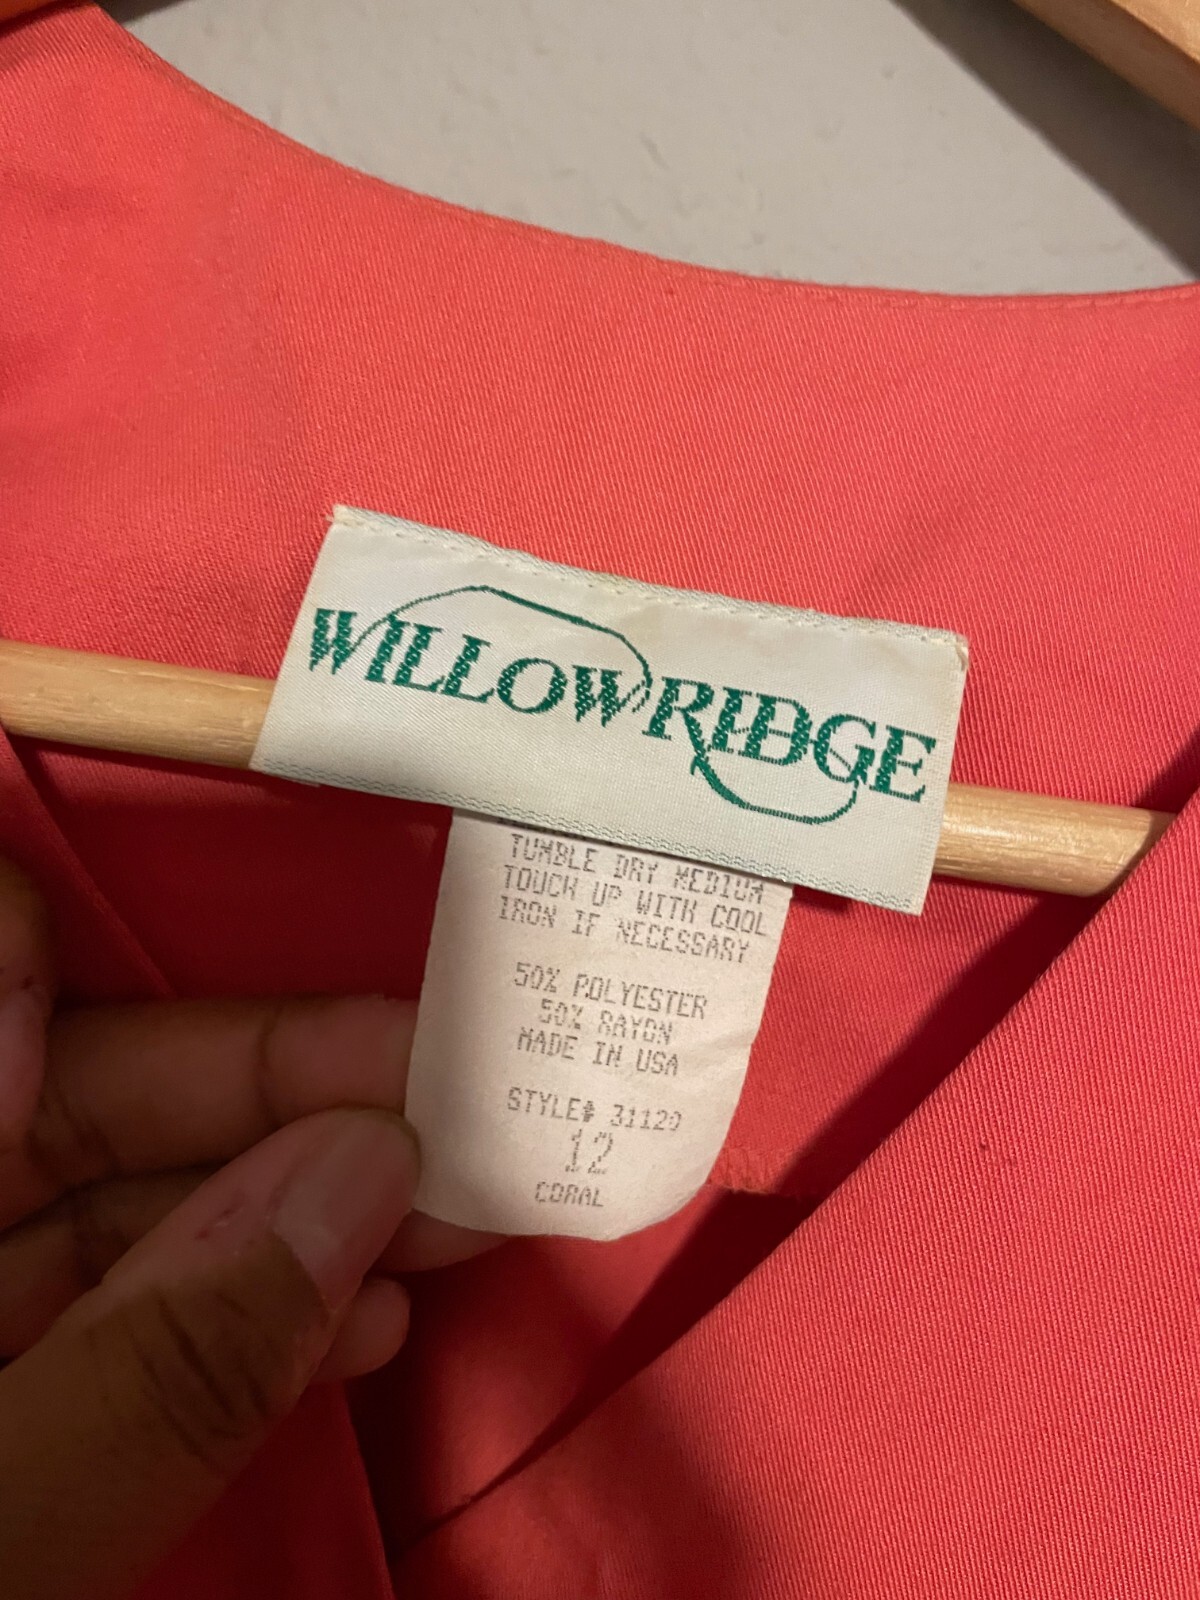 WILLOWRIDGE
TUMBLE DRY MEDIUM
TOUCH UP WITH COOL
IRON IF NECESSARY
50% POLYESTER
50% RAYON
MADE IN USA
STYLE# 31120
12
CORAL